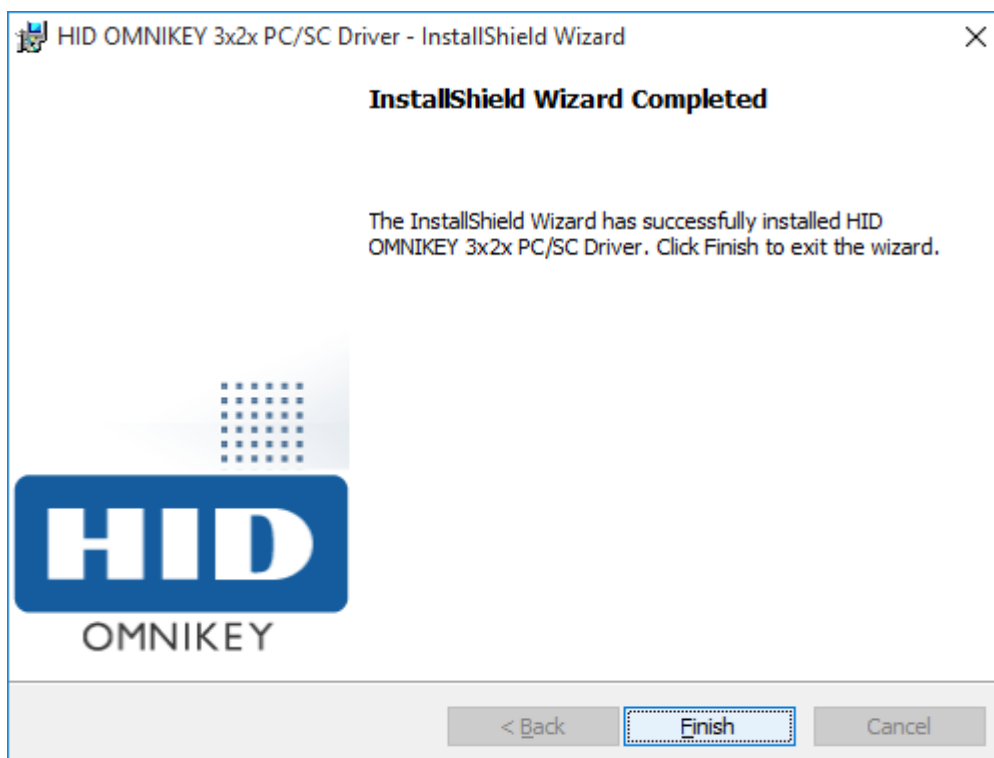 HID OMNIKEY 3x2x PC/SC Driver - InstallShield Wizard
InstallShield Wizard Completed
The InstallShield Wizard has successfully installed HID
OMNIKEY 3x2x PC/SC Driver. Click Finish to exit the wizard.
HID
OMNIKEY
< Back
Finish
Cancel